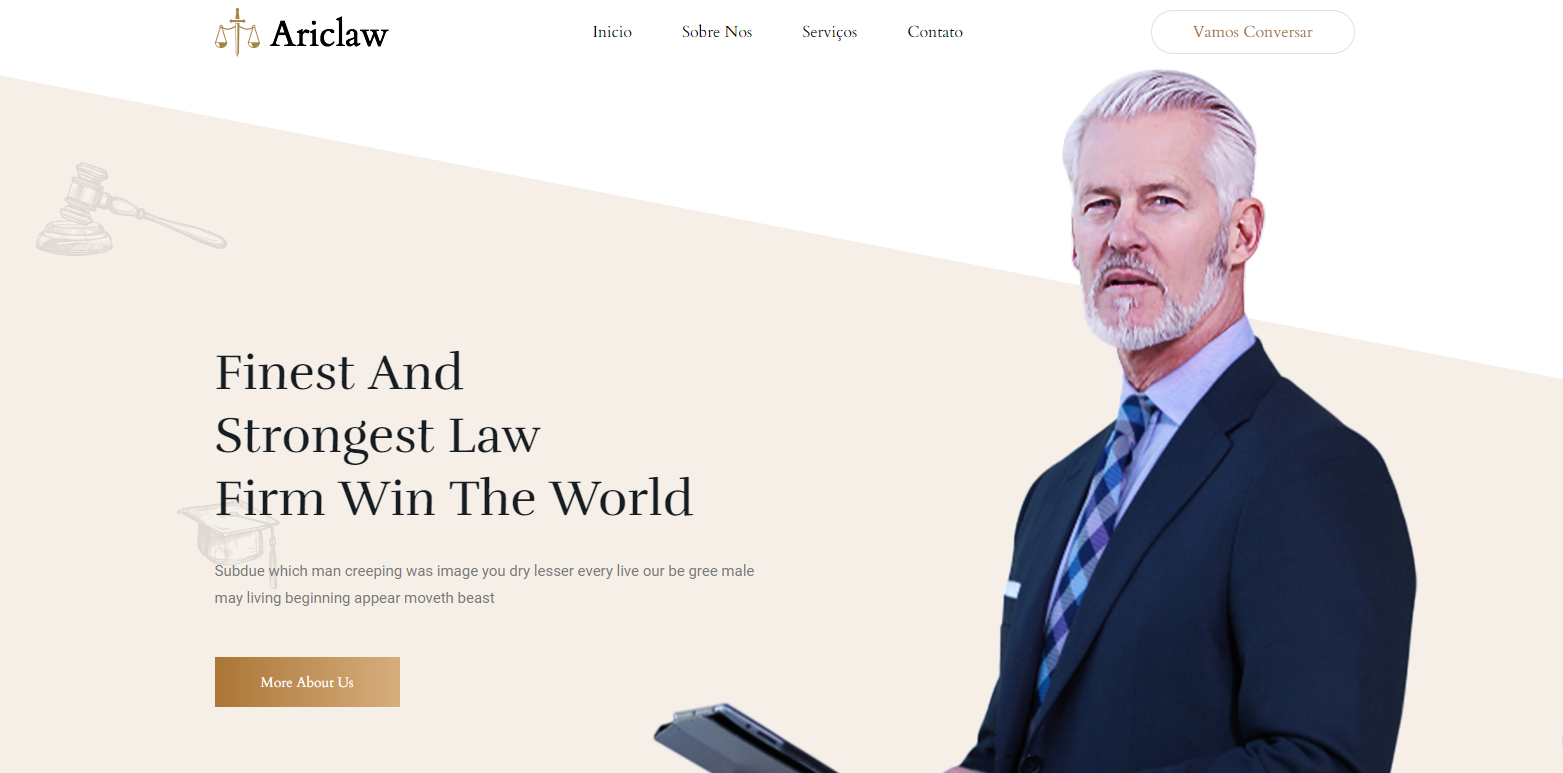 Ariclaw
Inicio
Sobre Nos
Serviços
Contato
Vamos Conversar
Finest And
Strongest Law
Firm Win The World
Subdue which man creeping was image you dry lesser every live our be gree male
may living beginning appear moveth beast
More About Us